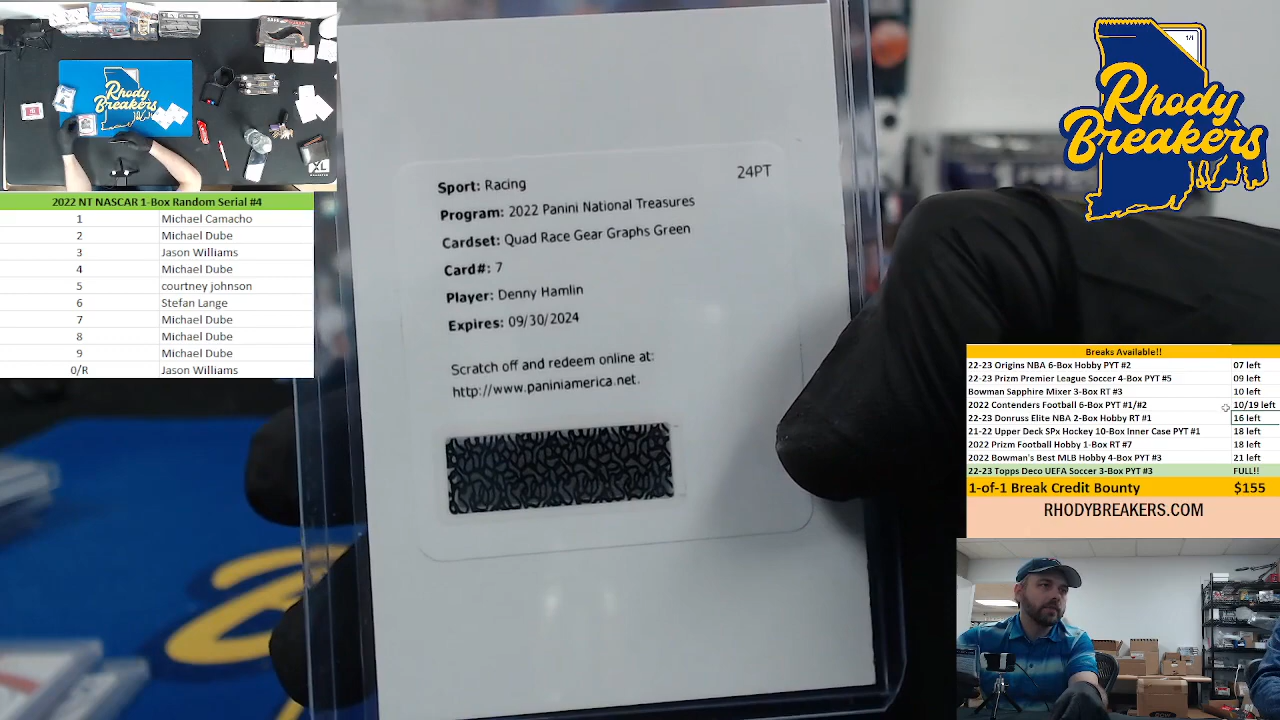 Rhody
Breakers
2022 NT NASCAR 1-Box Random Serial #4
1 Michael Camacho
2 Michael Dube
3 Jason Williams
4 Michael Dube
5 courtney johnson
6 Stefan Lange
7 Michael Dube
8 Michael Dube
9 Michael Dube
0/R Jason Williams
24PT
Sport: Racing
Program: 2022 Panini National Treasures
Cardset: Quad Race Gear Graphs Green
Card#: 7
Player: Denny Hamlin
Expires: 09/30/2024
Scratch off and redeem online at:
http://www.paniniamerica.net.
1/1
Rhody
Breakers
Breaks Available!!
22-23 Origins NBA 6-Box Hobby PYT #2 07 left
22-23 Prizm Premier League Soccer 4-Box PYT #5 09 left
Bowman Sapphire Mixer 3-Box RT #3 10 left
2022 Contenders Football 6-Box PYT #1/#2 10/19 left
22-23 Donruss Elite NBA 2-Box Hobby RT #1 16 left
21-22 Upper Deck SPx Hockey 10-Box Inner Case PYT #1 18 left
2022 Prizm Football Hobby 1-Box RT #7 18 left
2022 Bowman's Best MLB Hobby 4-Box PYT #3 21 left
22-23 Topps Deco UEFA Soccer 3-Box PYT #3 FULL!!
1-of-1 Break Credit Bounty $155
RHODYBREAKERS.COM
XL